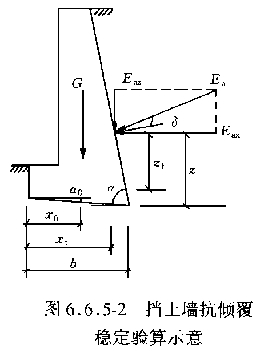 E_az E_a
G
δ
E_ax
z_f z
α_0 α
x_0
x_f
b
图 6.6.5-2 挡土墙抗倾覆
稳定验算示意